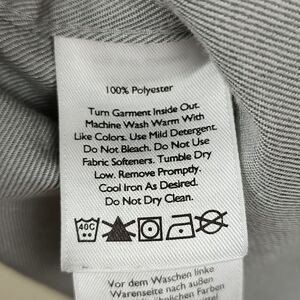 100% Polyester
Turn Garment Inside Out.
Machine Wash Warm With
Like Colors. Use Mild Detergent.
Do Not Bleach. Do Not Use
Fabric Softeners. Tumble Dry
Low. Remove Promptly.
Cool Iron As Desired.
Do Not Dry Clean.
40C
Vor dem Waschen linke
Warenseite nach außen